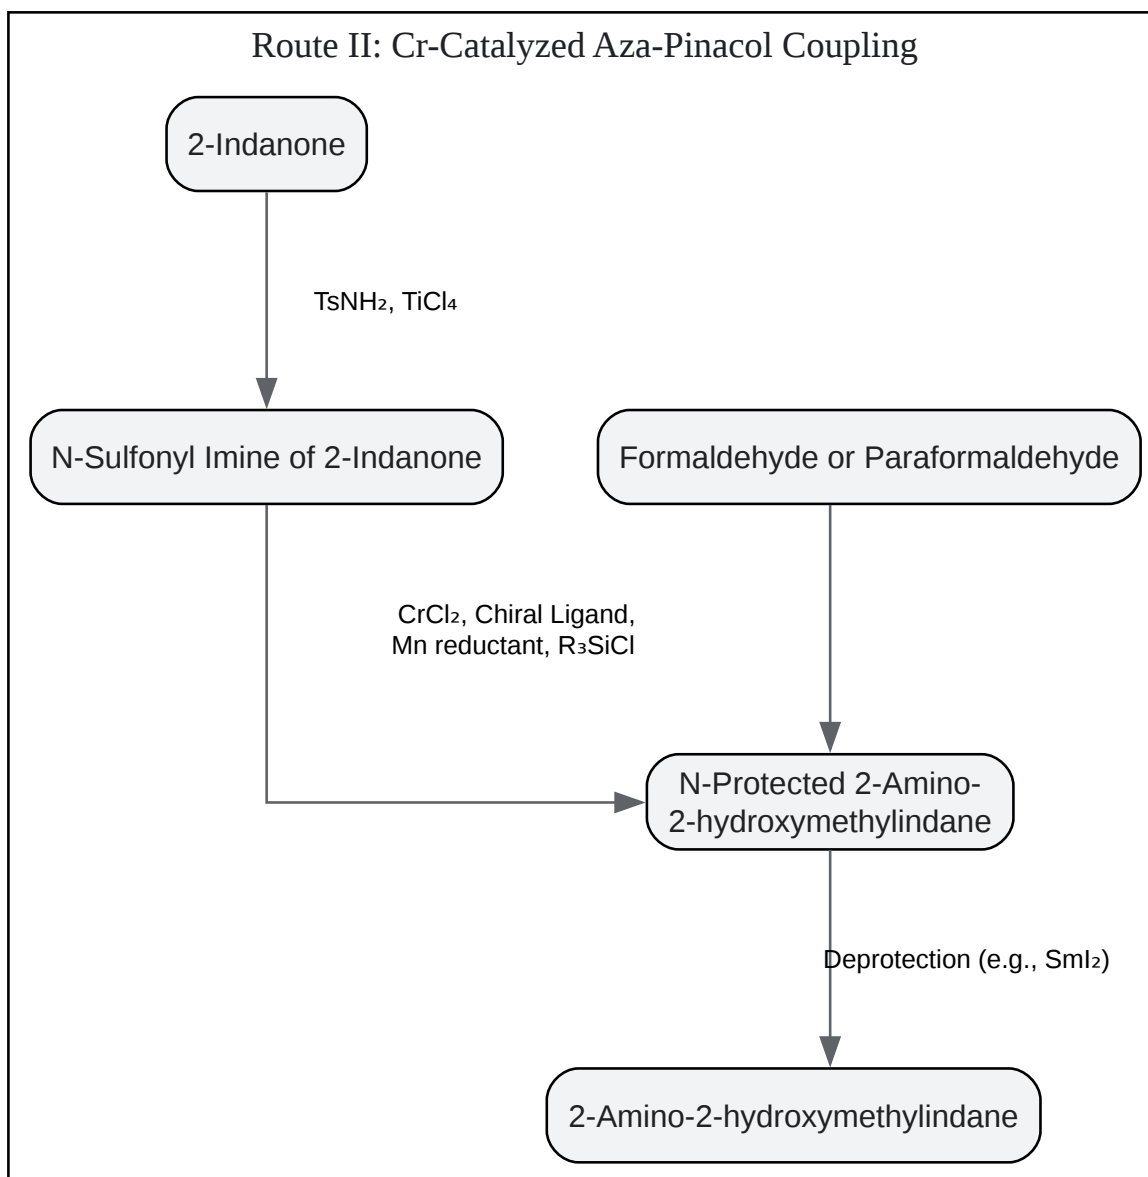 Route II: Cr-Catalyzed Aza-Pinacol Coupling
2-Indanone
TsNH₂, TiCl₄
N-Sulfonyl Imine of 2-Indanone
Formaldehyde or Paraformaldehyde
CrCl₂, Chiral Ligand,
Mn reductant, R₃SiCl
N-Protected 2-Amino-
2-hydroxymethylindane
Deprotection (e.g., SmI₂)
2-Amino-2-hydroxymethylindane